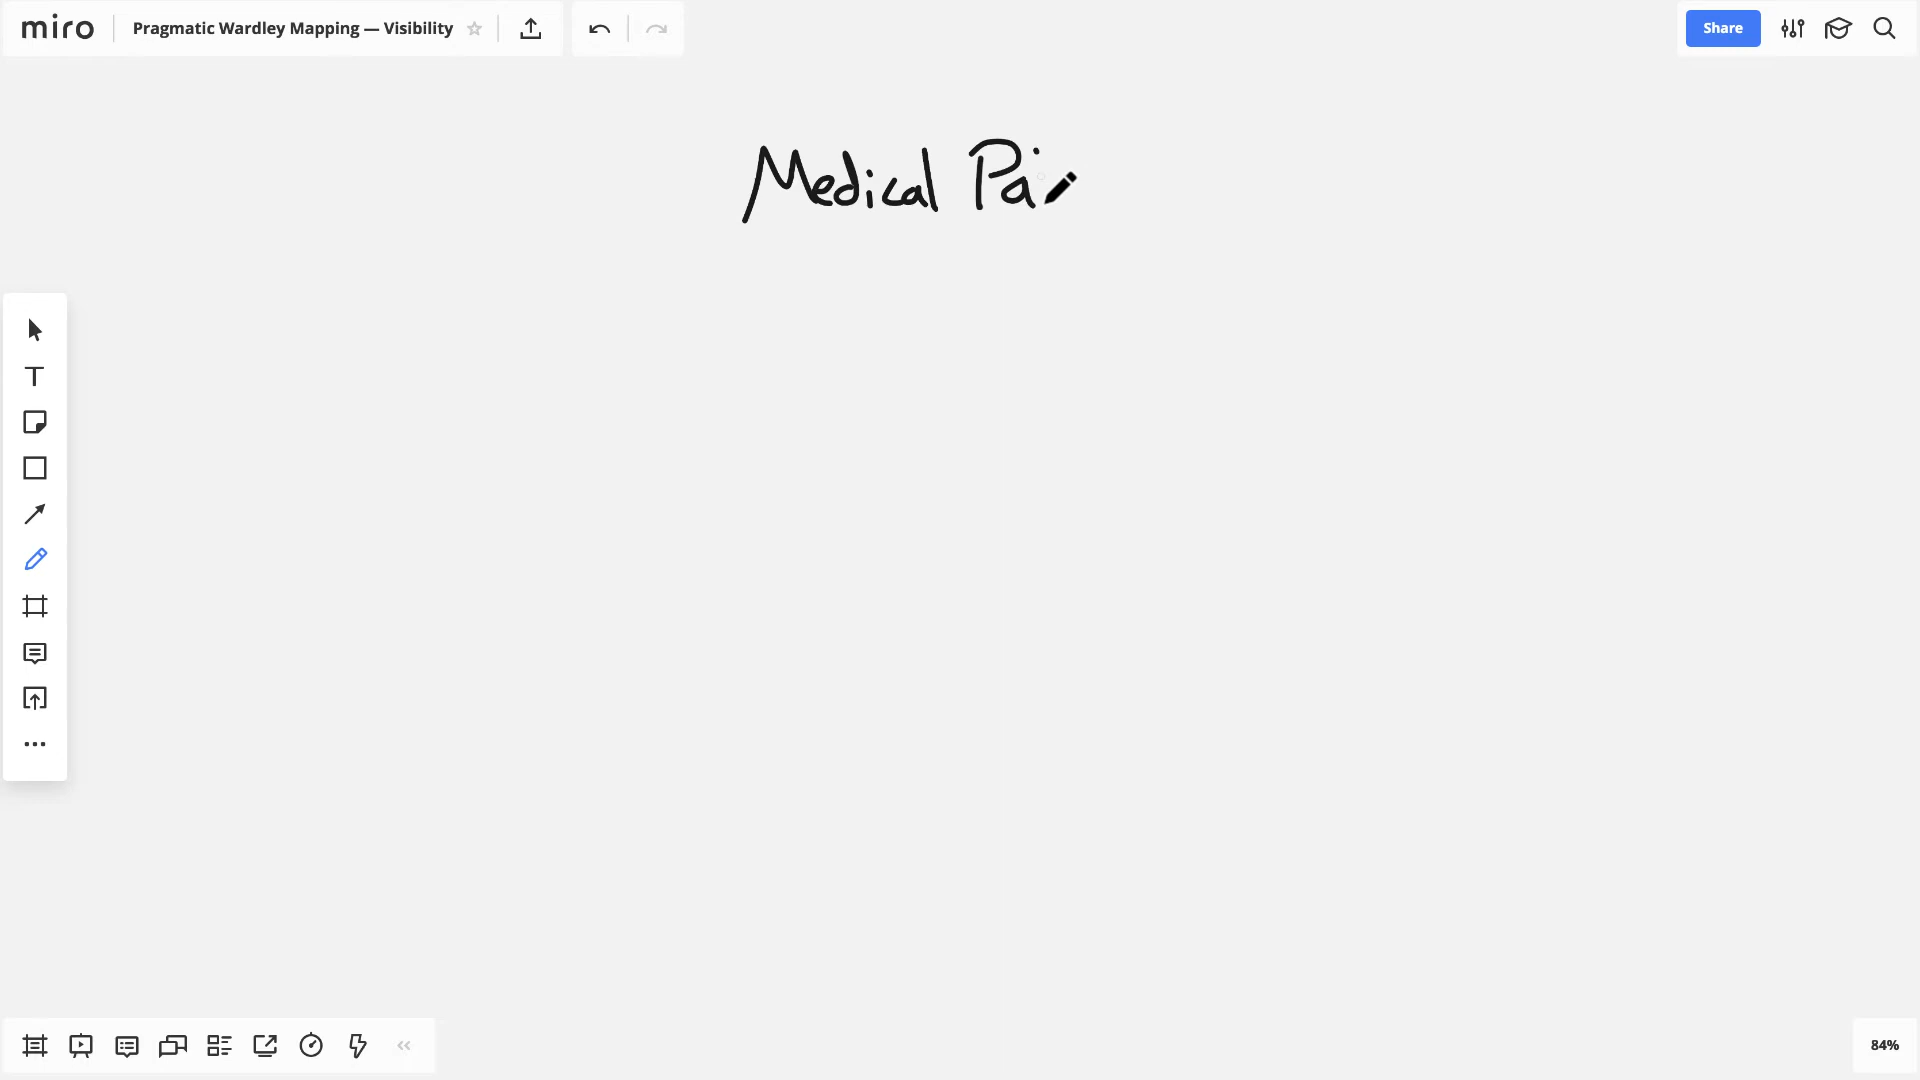 miro
Pragmatic Wardley Mapping — Visibility
Share
Medical Pa
84%